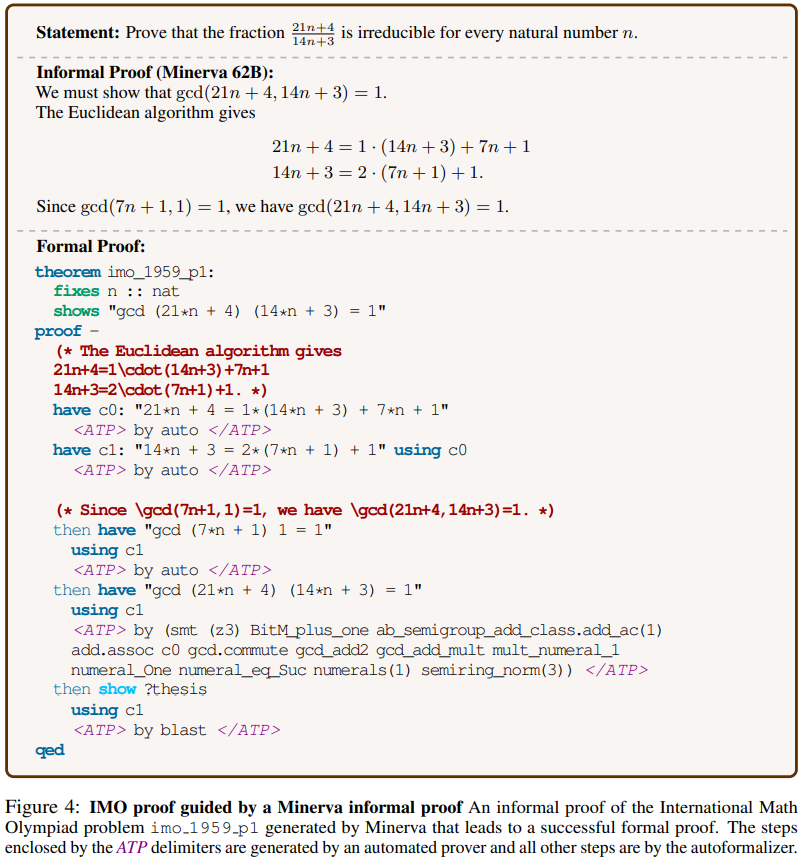 Statement: Prove that the fraction \frac{21n+4}{14n+3} is irreducible for every natural number n.
Informal Proof (Minerva 62B):
We must show that gcd(21n + 4, 14n + 3) = 1.
The Euclidean algorithm gives
21n + 4 = 1 · (14n + 3) + 7n + 1
14n + 3 = 2 · (7n + 1) + 1.
Since gcd(7n + 1, 1) = 1, we have gcd(21n + 4, 14n + 3) = 1.
Formal Proof:
theorem imo_1959_p1:
fixes n :: nat
shows "gcd (21*n + 4) (14*n + 3) = 1"
proof -
(* The Euclidean algorithm gives
21n+4=1\cdot(14n+3)+7n+1
14n+3=2\cdot(7n+1)+1. *)
have c0: "21*n + 4 = 1*(14*n + 3) + 7*n + 1"
<ATP> by auto </ATP>
have c1: "14*n + 3 = 2*(7*n + 1) + 1" using c0
<ATP> by auto </ATP>
(* Since \gcd(7n+1,1)=1, we have \gcd(21n+4,14n+3)=1. *)
then have "gcd (7*n + 1) 1 = 1"
using c1
<ATP> by auto </ATP>
then have "gcd (21*n + 4) (14*n + 3) = 1"
using c1
<ATP> by (smt (z3) BitM_plus_one ab_semigroup_add_class.add_ac(1)
add.assoc c0 gcd.commute gcd_add2 gcd_add_mult mult_numeral_1
numeral_One numeral_eq_Suc numerals(1) semiring_norm(3)) </ATP>
then show ?thesis
using c1
<ATP> by blast </ATP>
qed
Figure 4: IMO proof guided by a Minerva informal proof An informal proof of the International Math
Olympiad problem imo_1959_p1 generated by Minerva that leads to a successful formal proof. The steps
enclosed by the ATP delimiters are generated by an automated prover and all other steps are by the autoformalizer.